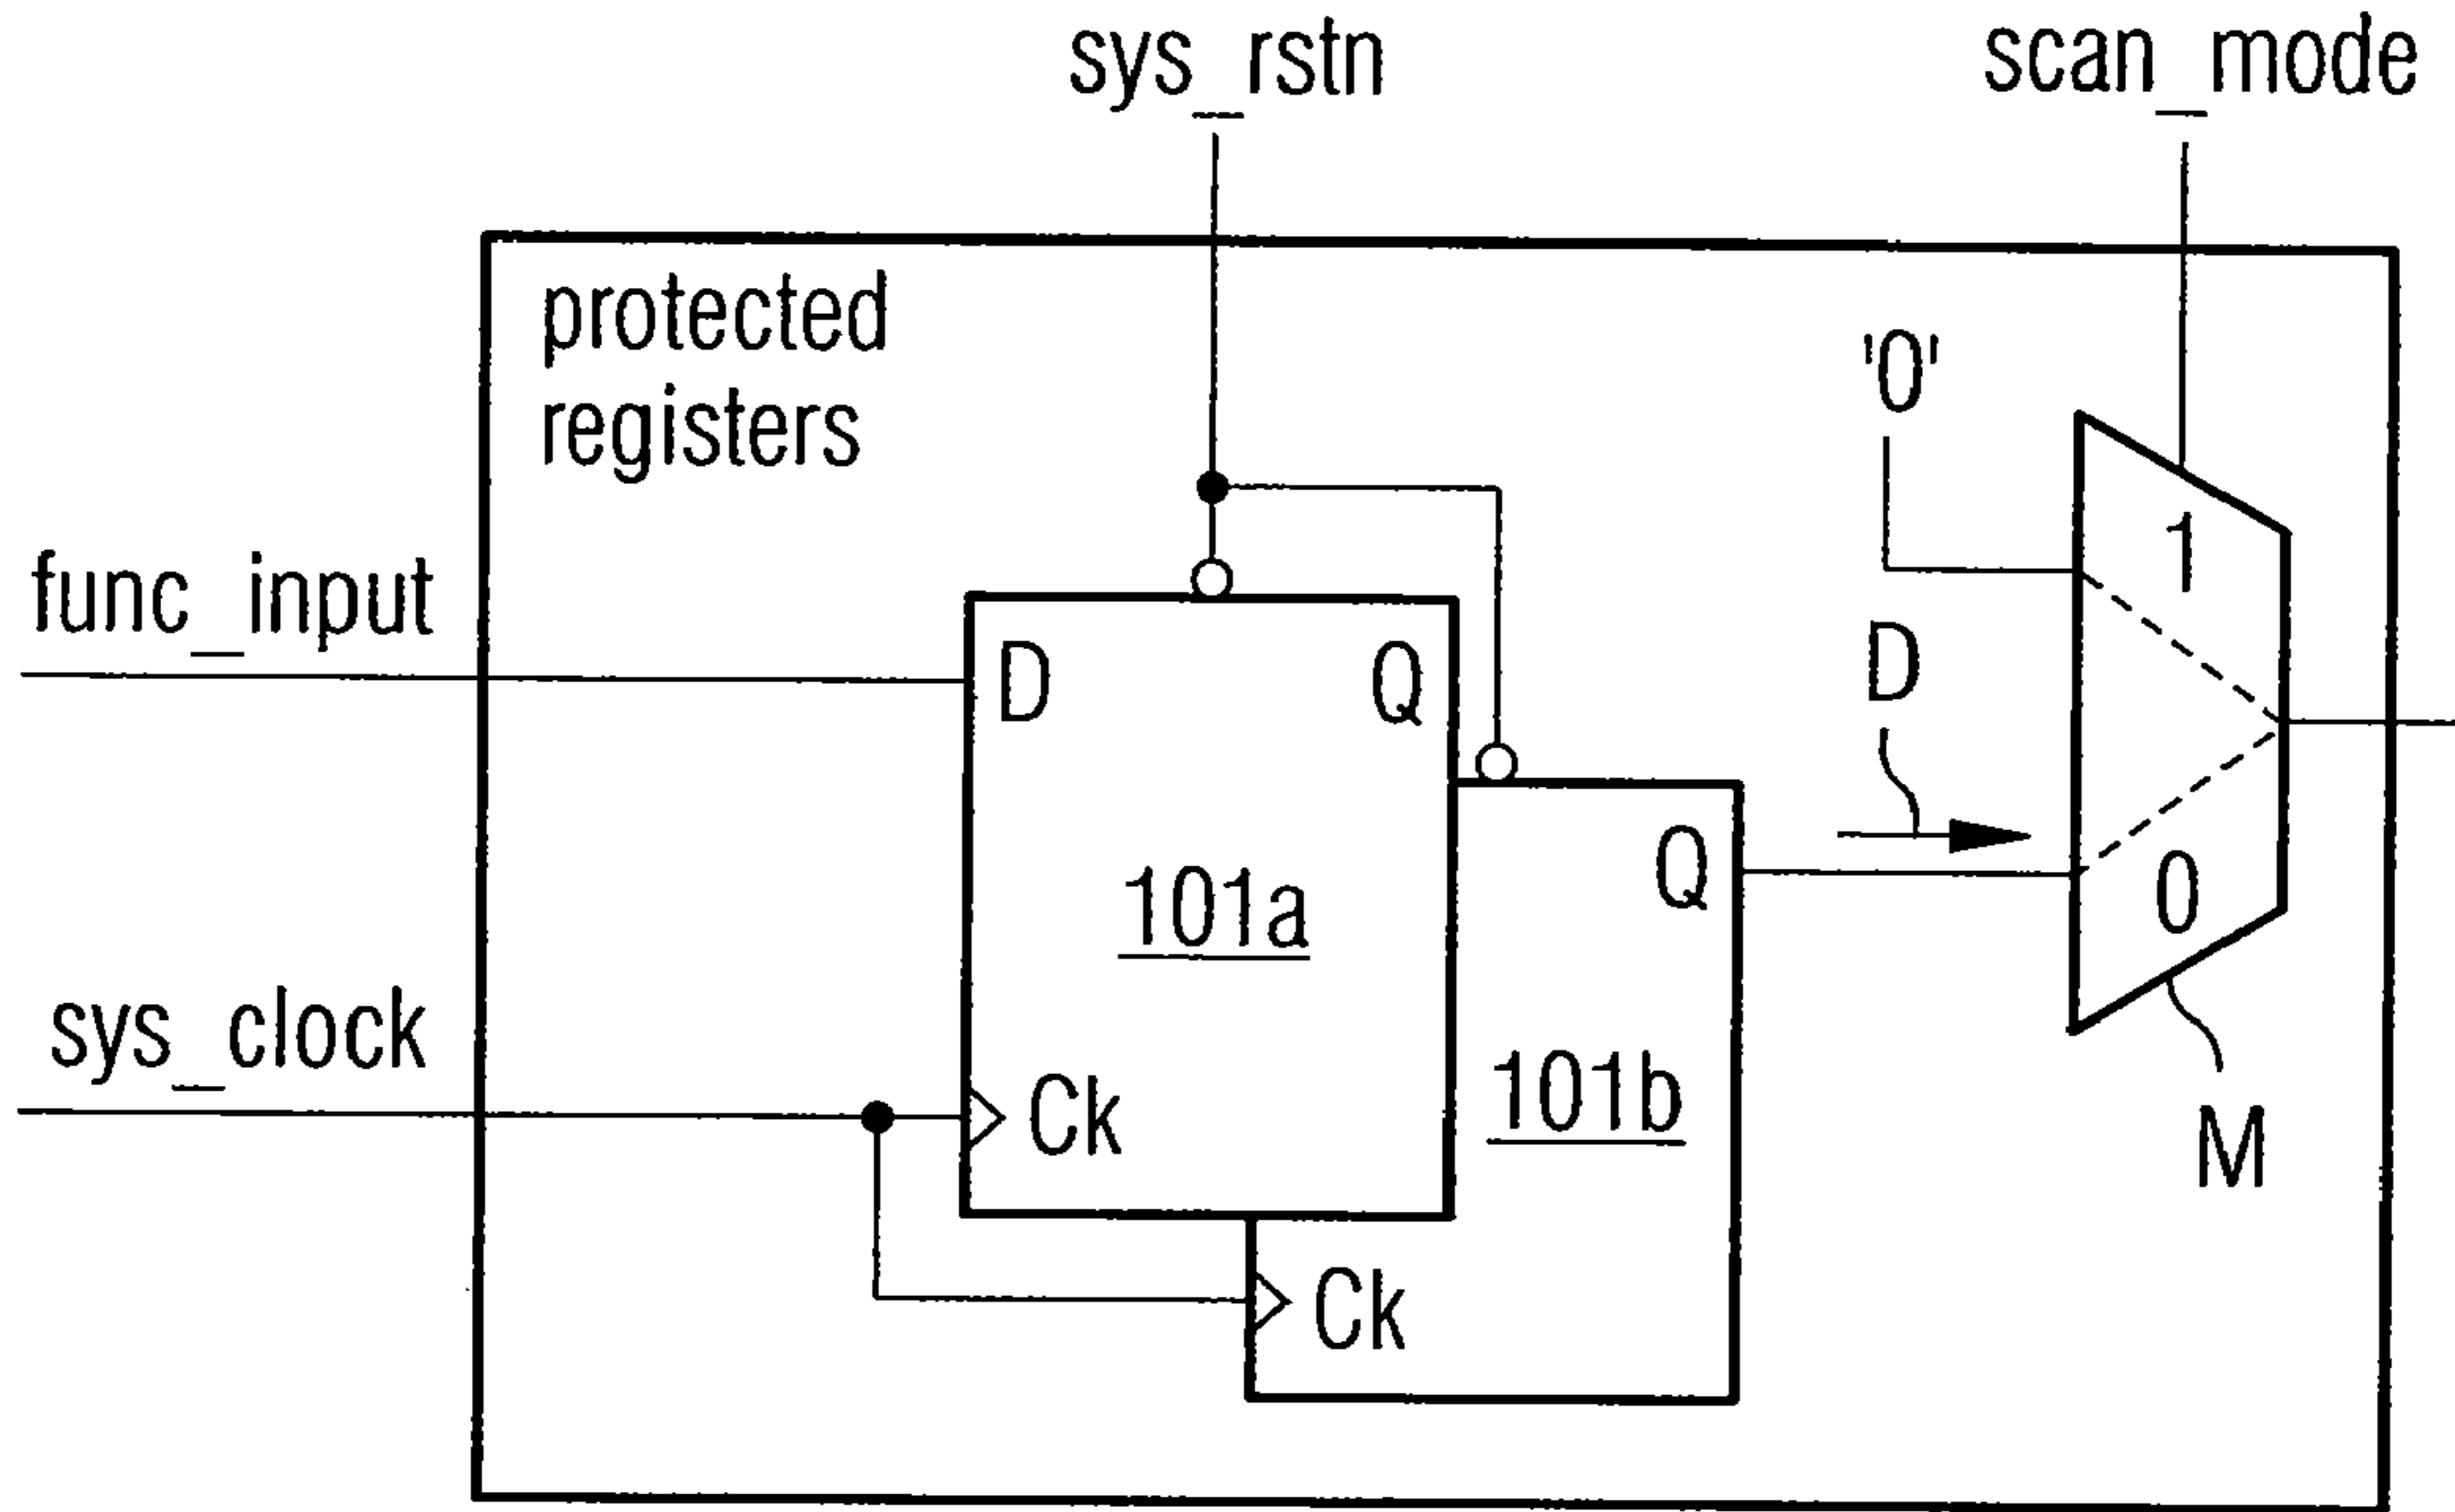 sys_rstn
scan_mode
protected
registers
'0'
func_input
1
D
Q
D
Q
101a
0
sys_clock
101b
Ck
M
Ck